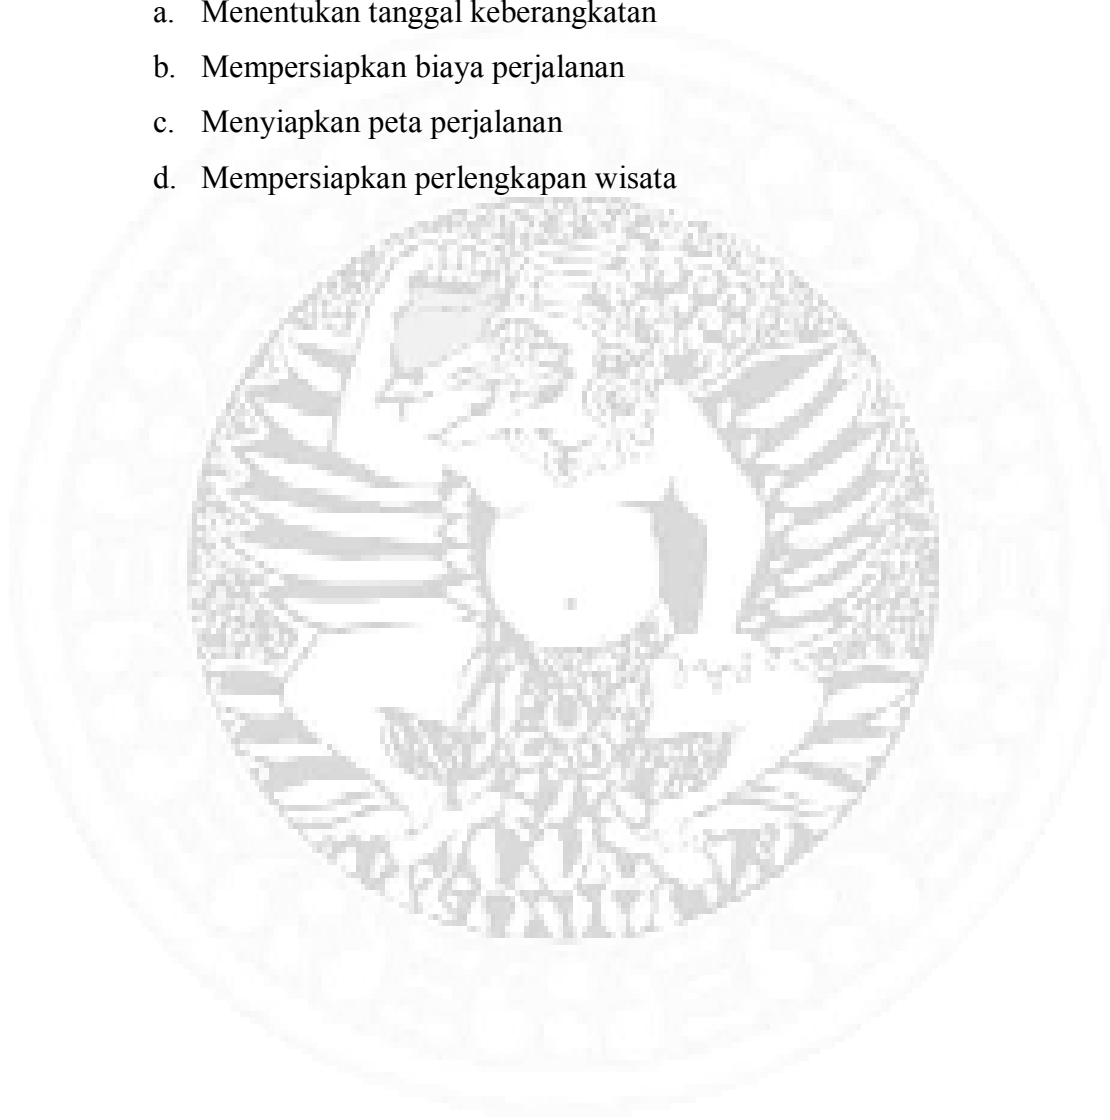 a. Menentukan tanggal keberangkatan
b. Mempersiapkan biaya perjalanan
c. Menyiapkan peta perjalanan
d. Mempersiapkan perlengkapan wisata